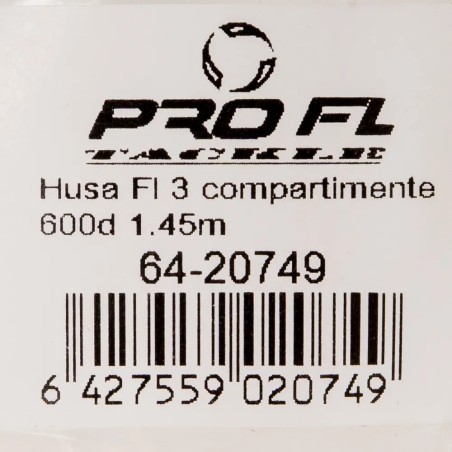 PRO FL
TACKLE
Husa Fl 3 compartimente
600d 1.45m
64-20749
6 427559 020749